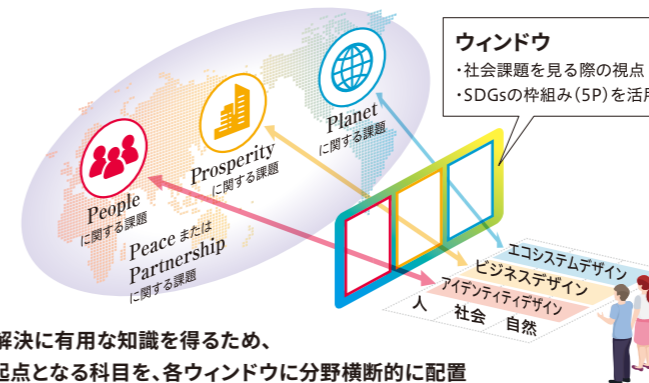 ウィンドウ
・社会課題を見る際の視点
・SDGsの枠組み（5P）を活用
Planet
に関する課題
Prosperity
に関する課題
People
に関する課題
Peace または
Partnership
に関する課題
エコシステムデザイン
ビジネスデザイン
アイデンティティデザイン
人 社会 自然
解決に有用な知識を得るため、
起点となる科目を、各ウィンドウに分野横断的に配置